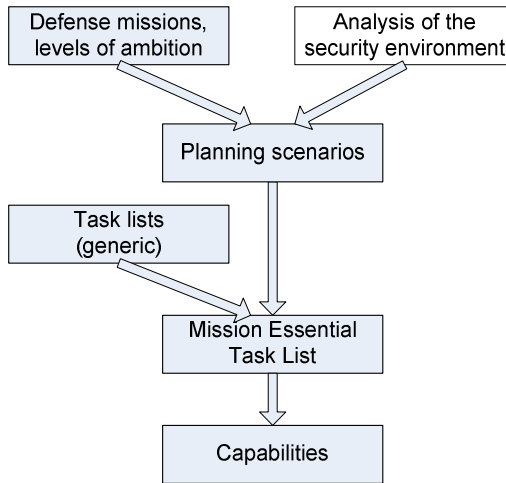 Defense missions,
levels of ambition
Analysis of the
security environment
Planning scenarios
Task lists
(generic)
Mission Essential
Task List
Capabilities